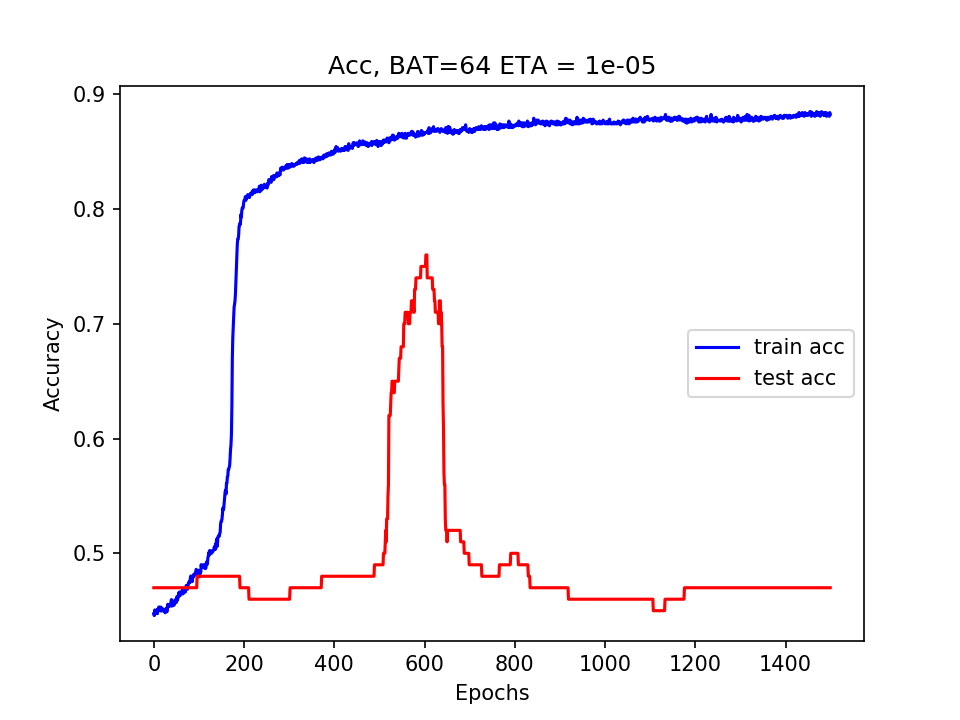 Acc, BAT=64 ETA = 1e-05
0.9
0.8
0.7
0.6
0.5
Accuracy
train acc
test acc
0 200 400 600 800 1000 1200 1400
Epochs